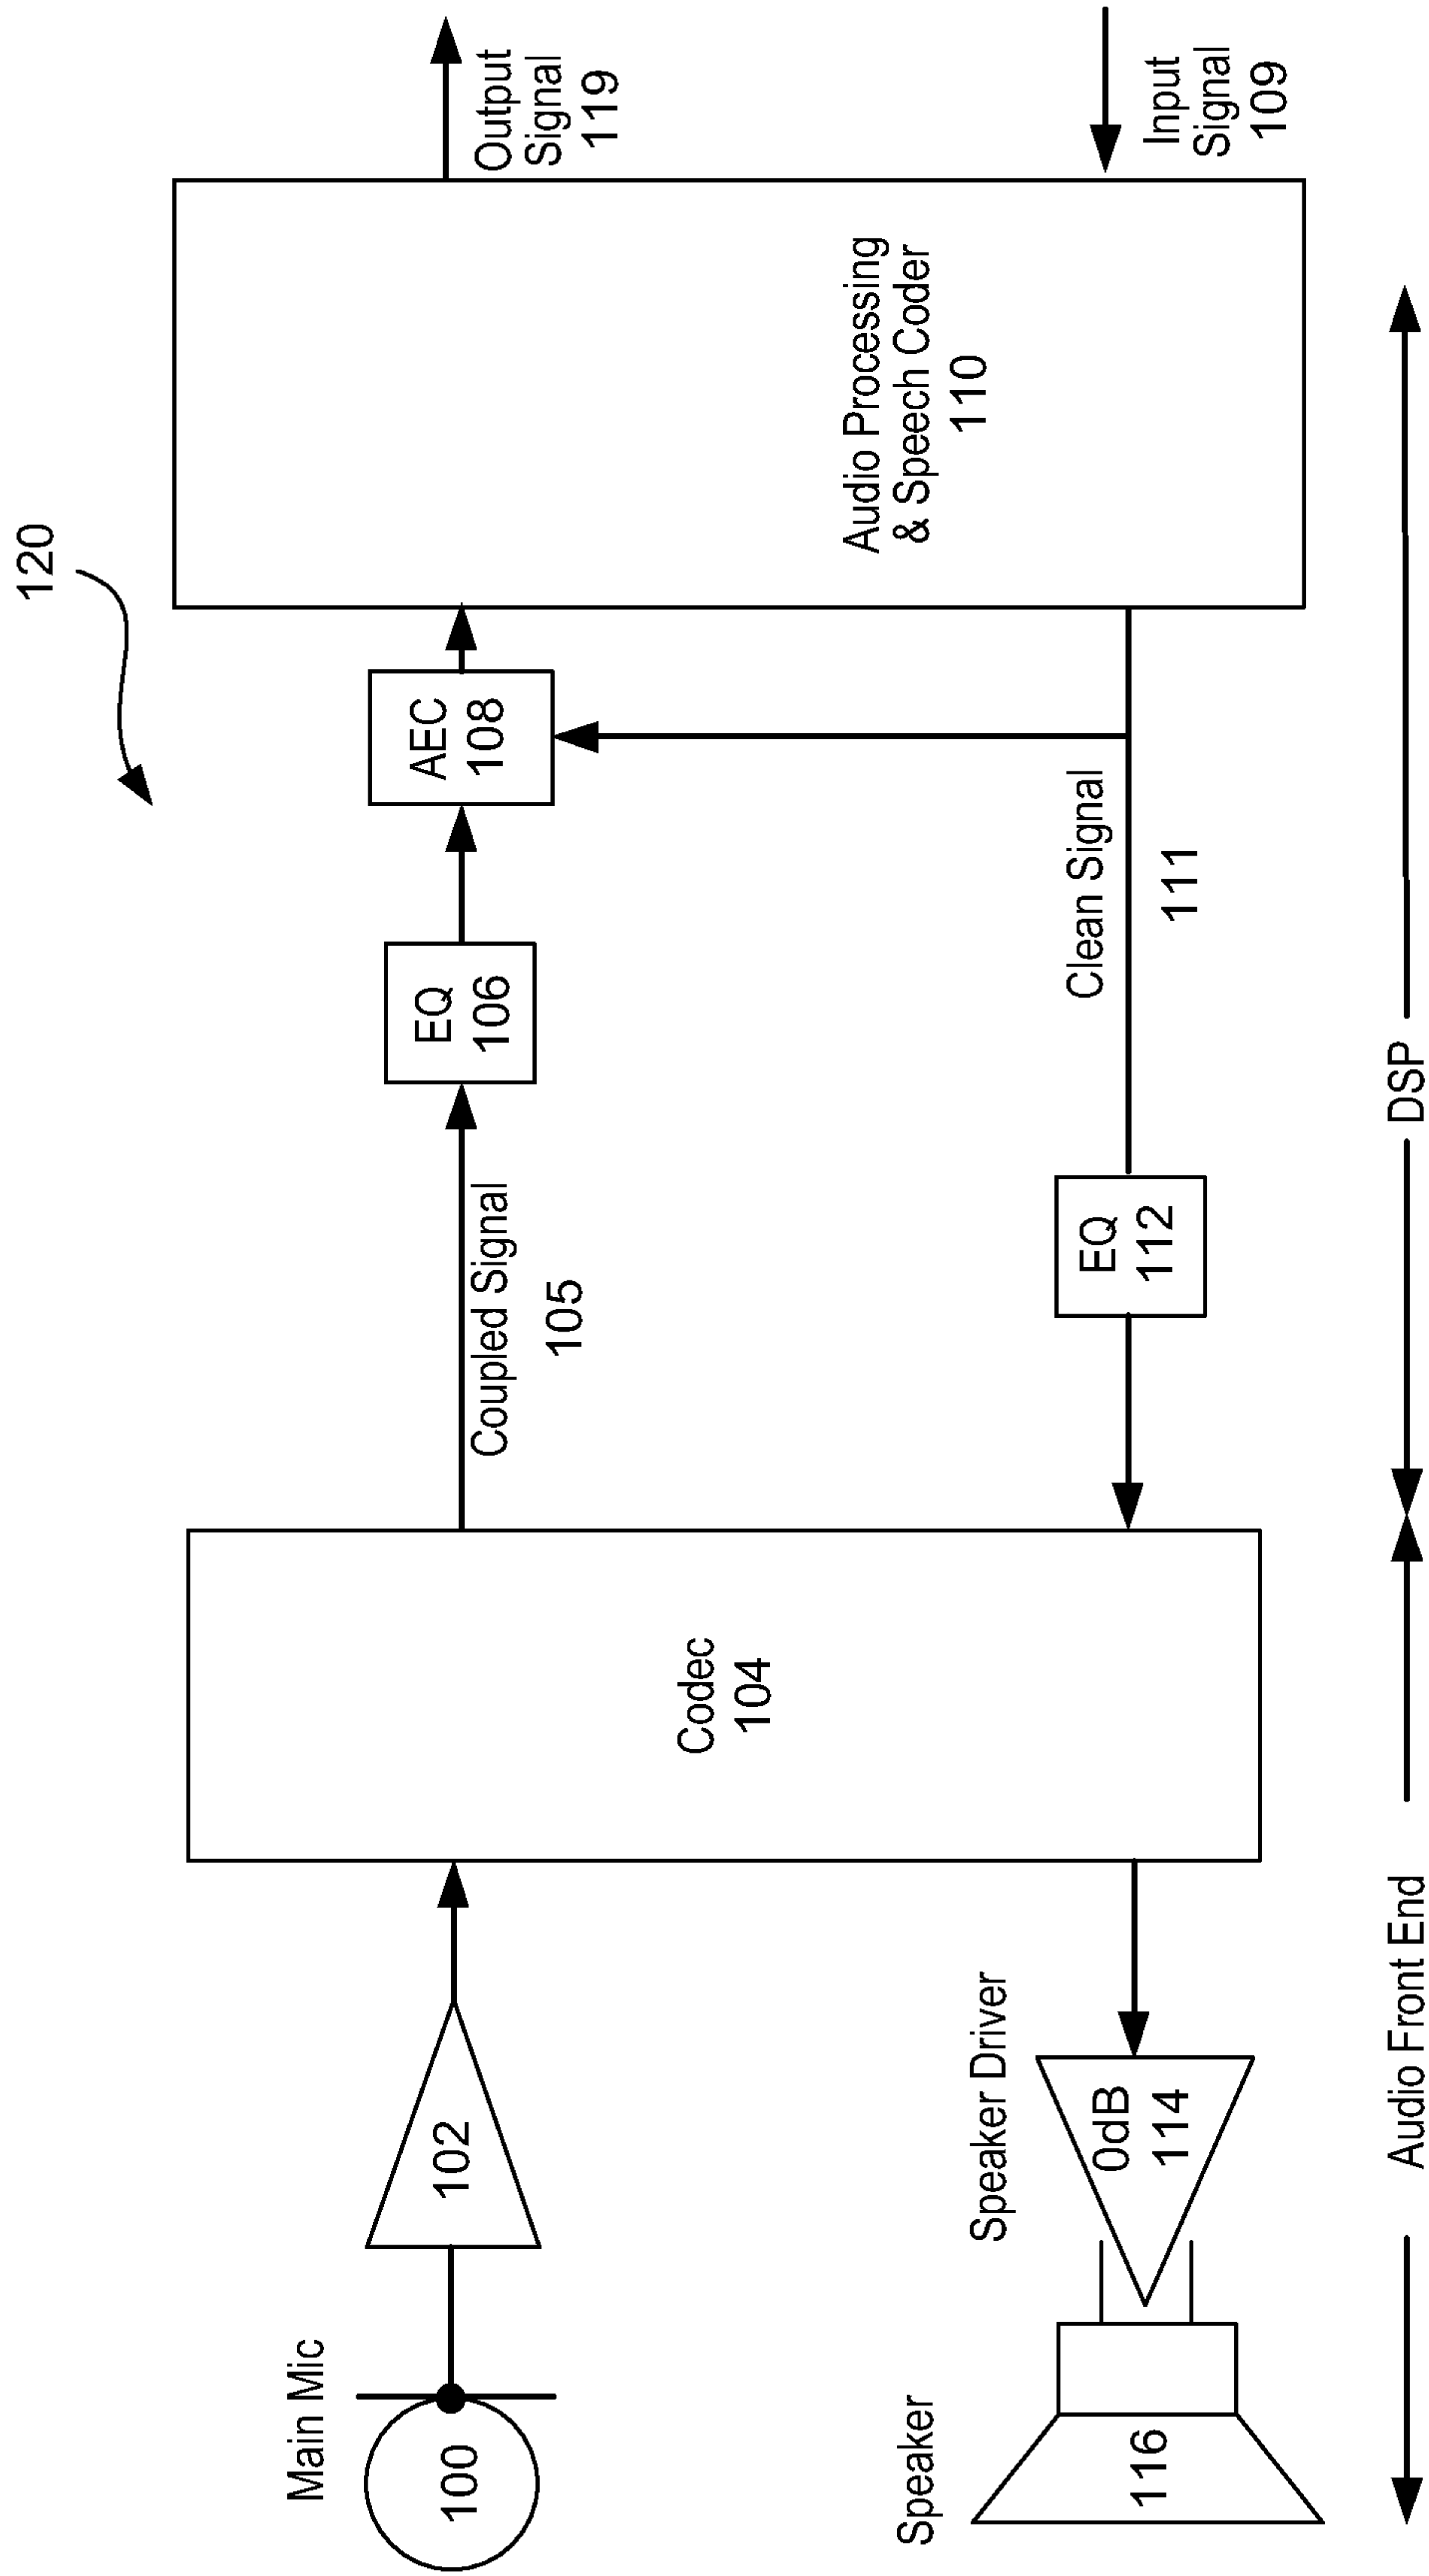 120
Main Mic
100
102
Codec
104
Coupled Signal
105
EQ
106
AEC
108
Audio Processing
& Speech Coder
110
Output
Signal
119
Input
Signal
109
Clean Signal
111
EQ
112
Speaker Driver
0dB
114
Speaker
116
Audio Front End
DSP